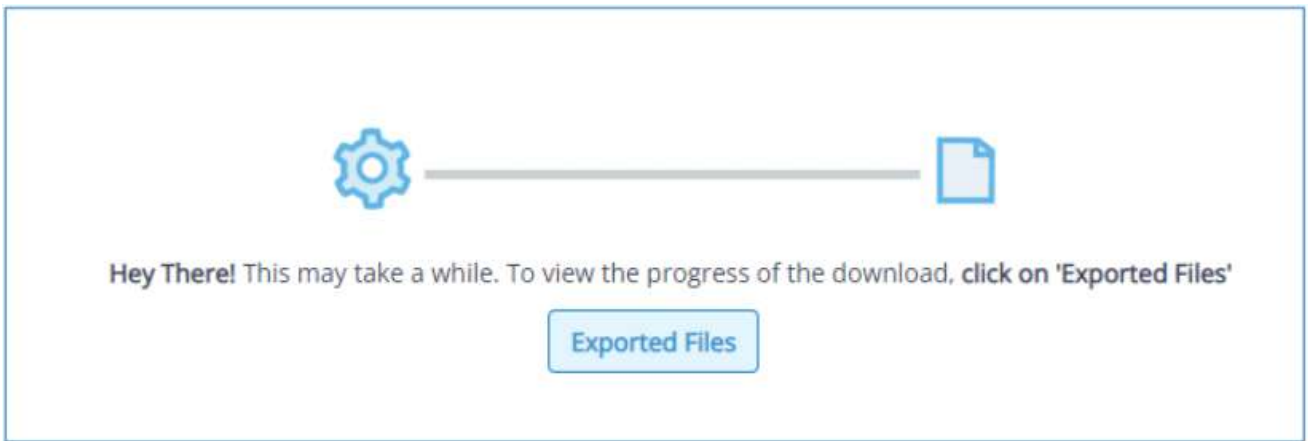 Hey There! This may take a while. To view the progress of the download, click on 'Exported Files'
Exported Files